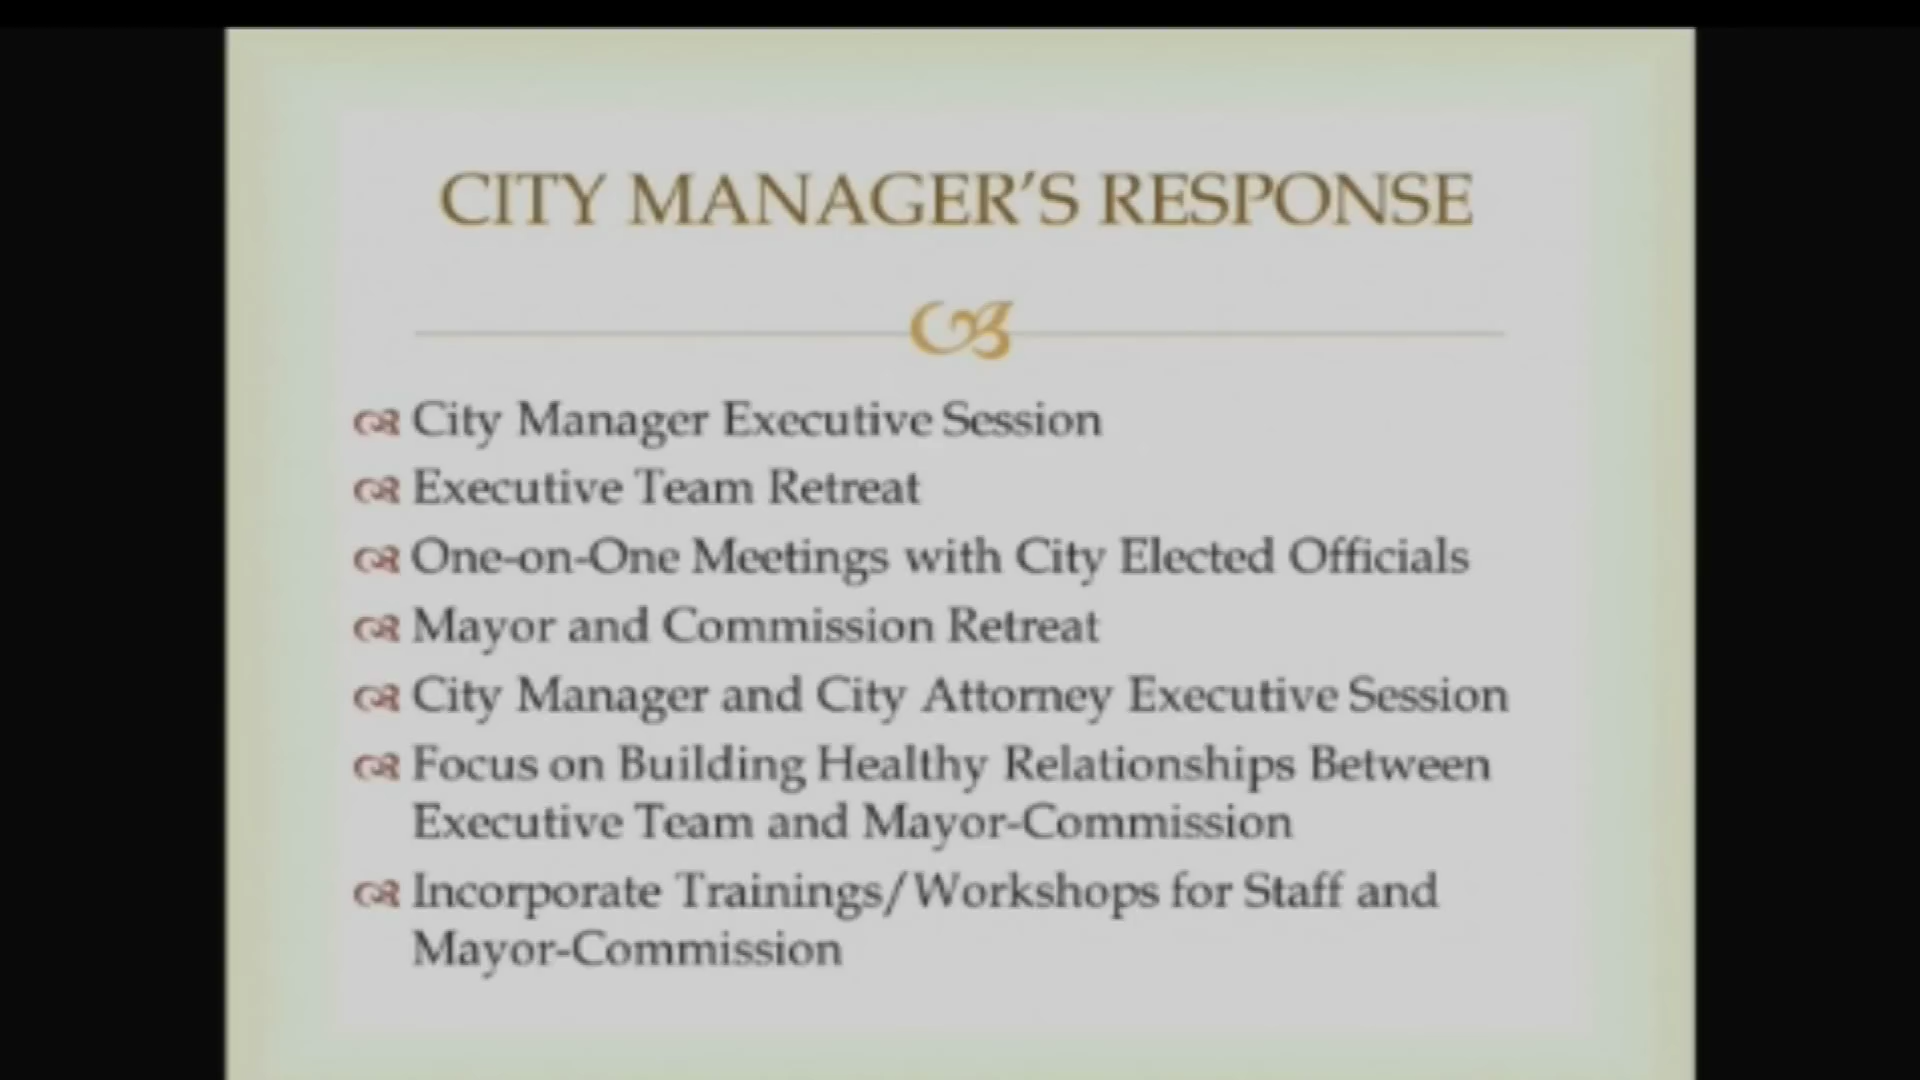 CITY MANAGER'S RESPONSE
City Manager Executive Session
Executive Team Retreat
One-on-One Meetings with City Elected Officials
Mayor and Commission Retreat
City Manager and City Attorney Executive Session
Focus on Building Healthy Relationships Between
Executive Team and Mayor-Commission
Incorporate Trainings/Workshops for Staff and
Mayor-Commission